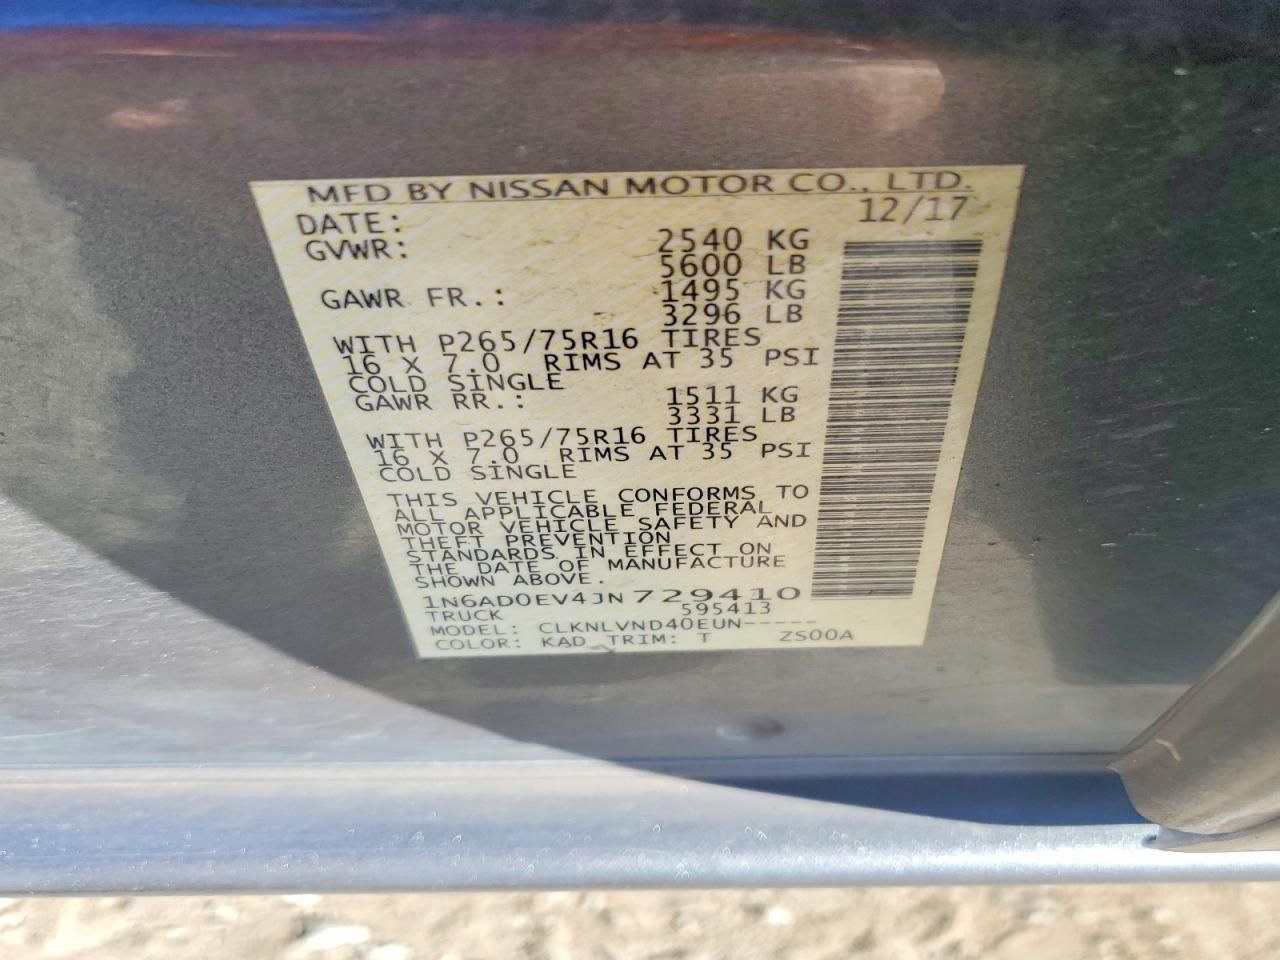 MFD BY NISSAN MOTOR CO., LTD.
DATE: 12/17
GVWR: 2540 KG
5600 LB
GAWR FR.: 1495 KG
3296 LB
WITH P265/75R16 TIRES
16 X 7.0 RIMS AT 35 PSI
COLD SINGLE
GAWR RR.: 1511 KG
3331 LB
WITH P265/75R16 TIRES
16 X 7.0 RIMS AT 35 PSI
COLD SINGLE
THIS VEHICLE CONFORMS TO
ALL APPLICABLE FEDERAL
MOTOR VEHICLE SAFETY AND
THEFT PREVENTION
STANDARDS IN EFFECT ON
THE DATE OF MANUFACTURE
SHOWN ABOVE.
1N6AD0EV4JN729410
TRUCK 595413
MODEL: CLKNLVND40EUN-----
COLOR: KAD TRIM: T ZS00A